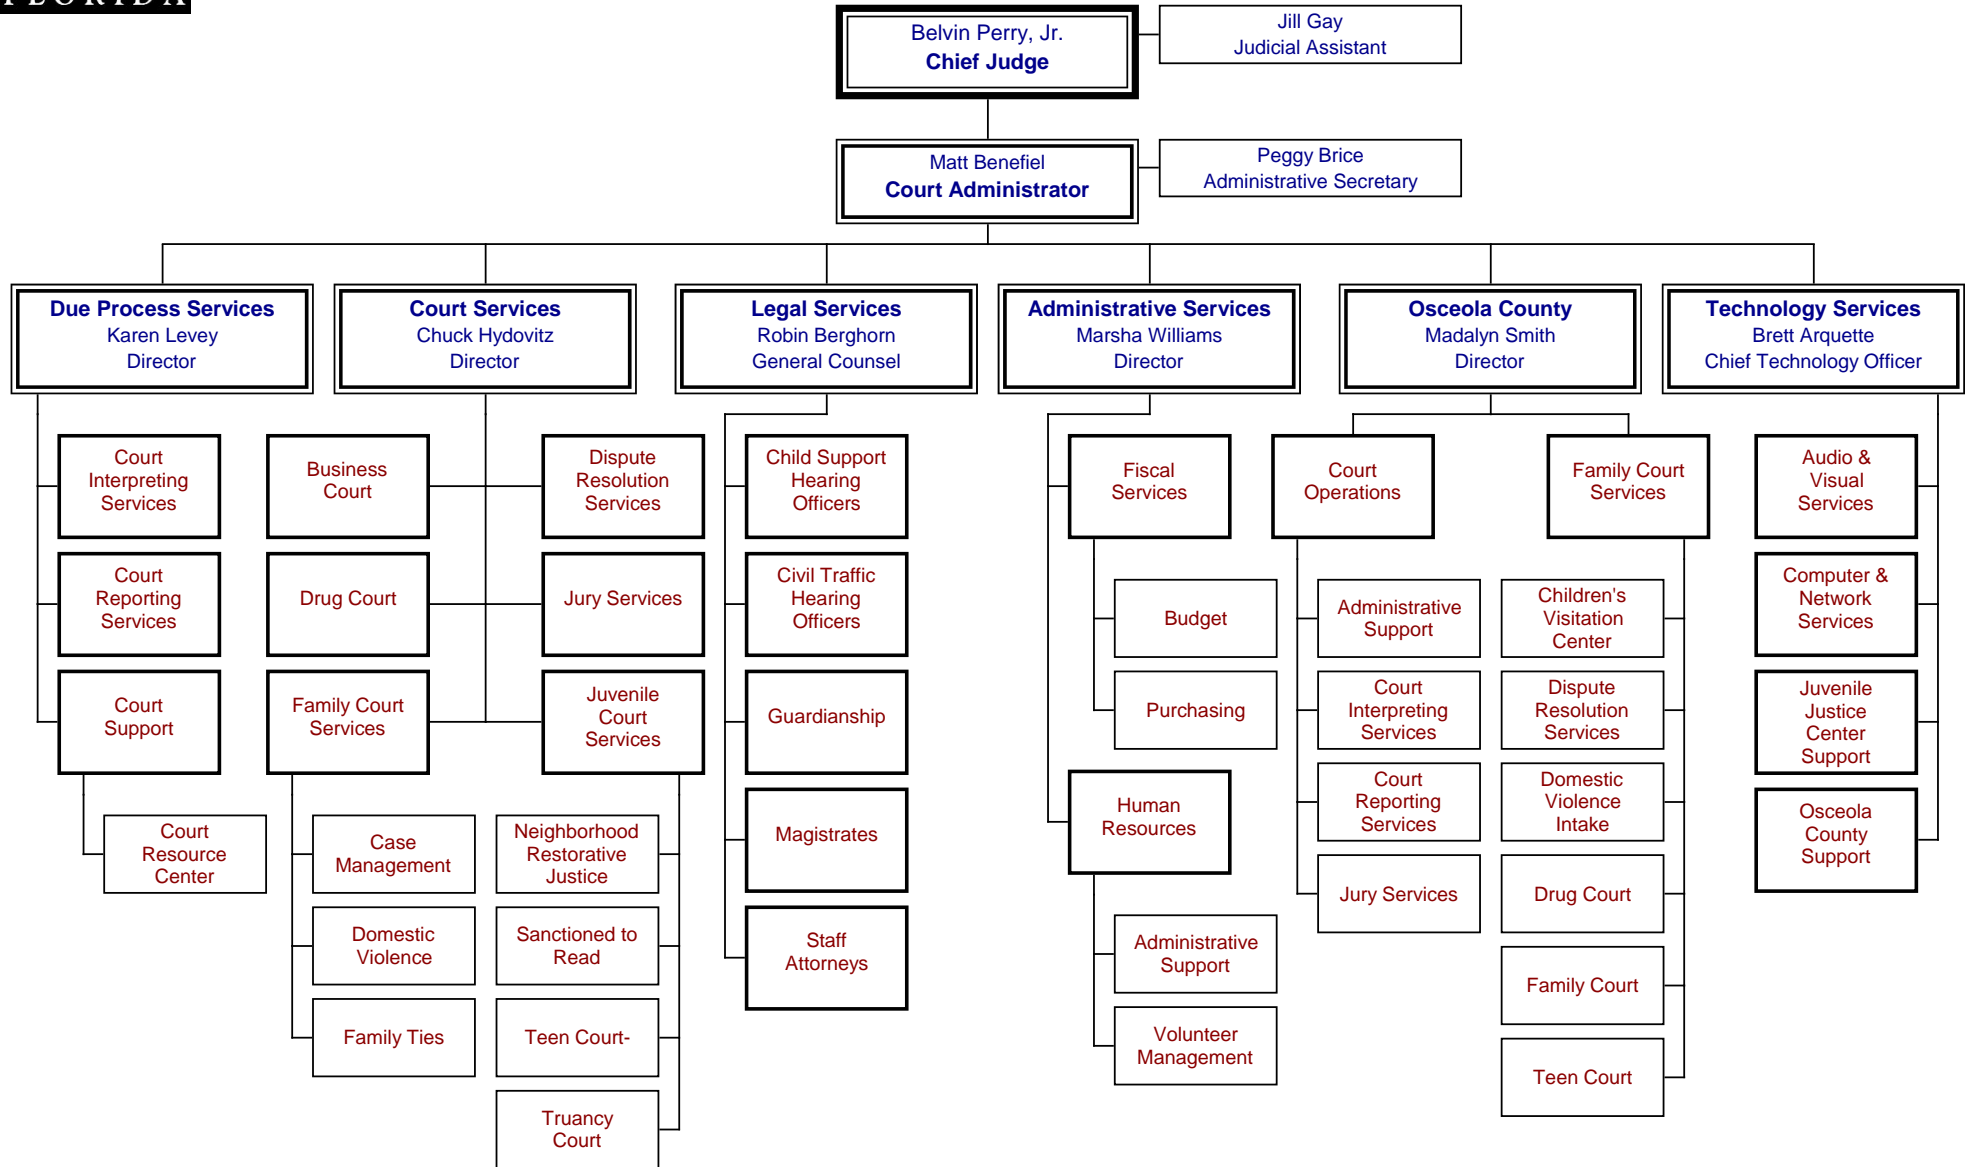 FLORIDA
Belvin Perry, Jr.
Chief Judge
Jill Gay
Judicial Assistant
Matt Benefiel
Court Administrator
Peggy Brice
Administrative Secretary
Due Process Services
Karen Levey
Director
Court Services
Chuck Hydovitz
Director
Legal Services
Robin Berghorn
General Counsel
Administrative Services
Marsha Williams
Director
Osceola County
Madalyn Smith
Director
Technology Services
Brett Arquette
Chief Technology Officer
Court
Interpreting
Services
Court
Reporting
Services
Court
Support
Court
Resource
Center
Business
Court
Drug Court
Family Court
Services
Case
Management
Domestic
Violence
Family Ties
Dispute
Resolution
Services
Jury Services
Juvenile
Court
Services
Neighborhood
Restorative
Justice
Sanctioned to
Read
Teen Court-
Truancy
Court
Child Support
Hearing
Officers
Civil Traffic
Hearing
Officers
Guardianship
Magistrates
Staff
Attorneys
Fiscal
Services
Budget
Purchasing
Human
Resources
Administrative
Support
Volunteer
Management
Court
Operations
Administrative
Support
Court
Interpreting
Services
Court
Reporting
Services
Jury Services
Family Court
Services
Children's
Visitation
Center
Dispute
Resolution
Services
Domestic
Violence
Intake
Drug Court
Family Court
Teen Court
Audio &
Visual
Services
Computer &
Network
Services
Juvenile
Justice
Center
Support
Osceola
County
Support